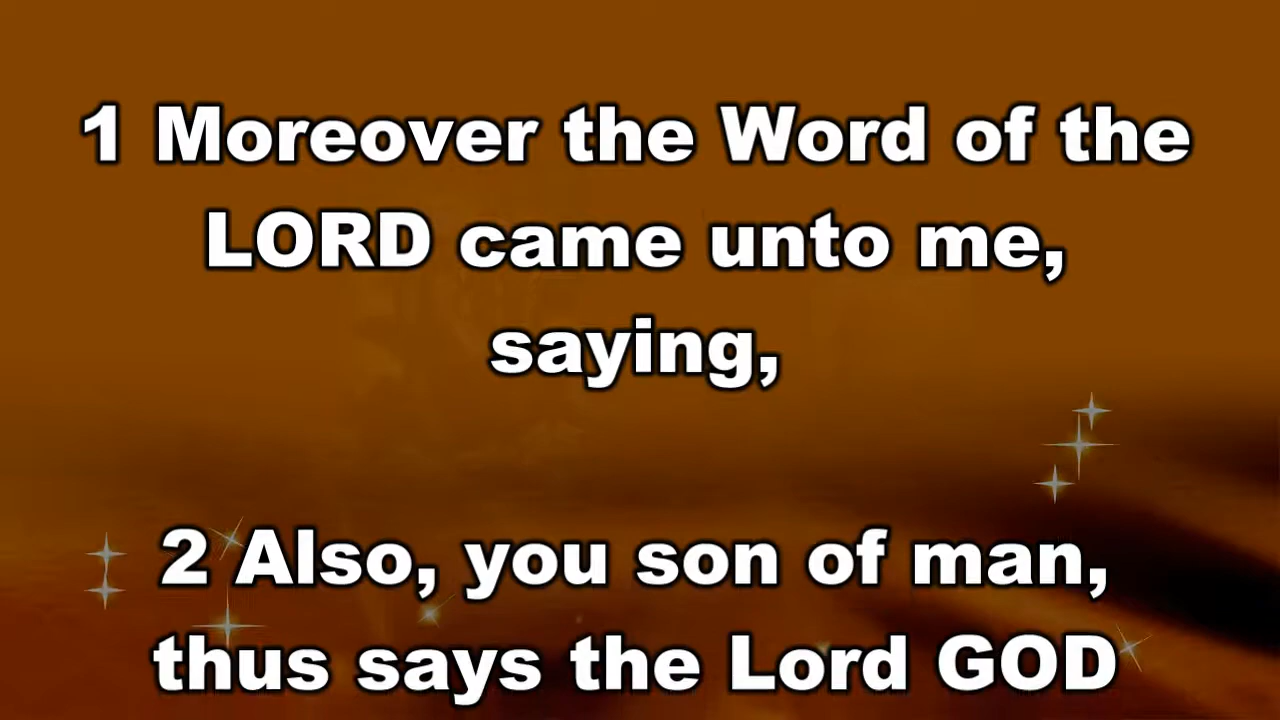 1 Moreover the Word of the
LORD came unto me,
saying,
2 Also, you son of man,
thus says the Lord GOD